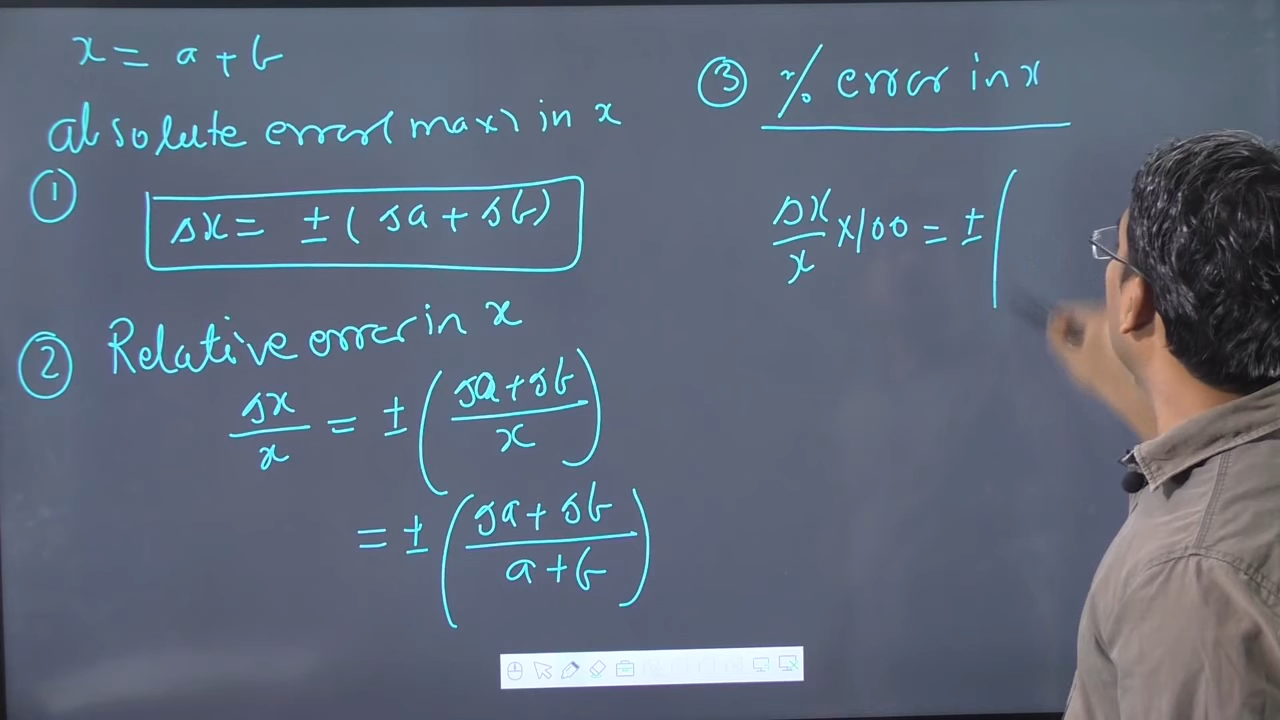 x = a + b
absolute error(max) in x
①
Δx = ± ( δa + δb )
② Relative error in x
δx/x = ± ( (δa + δb)/x )
= ± ( (δa + δb)/(a + b) )
③ % error in x
Δx/x × 100 = ± (